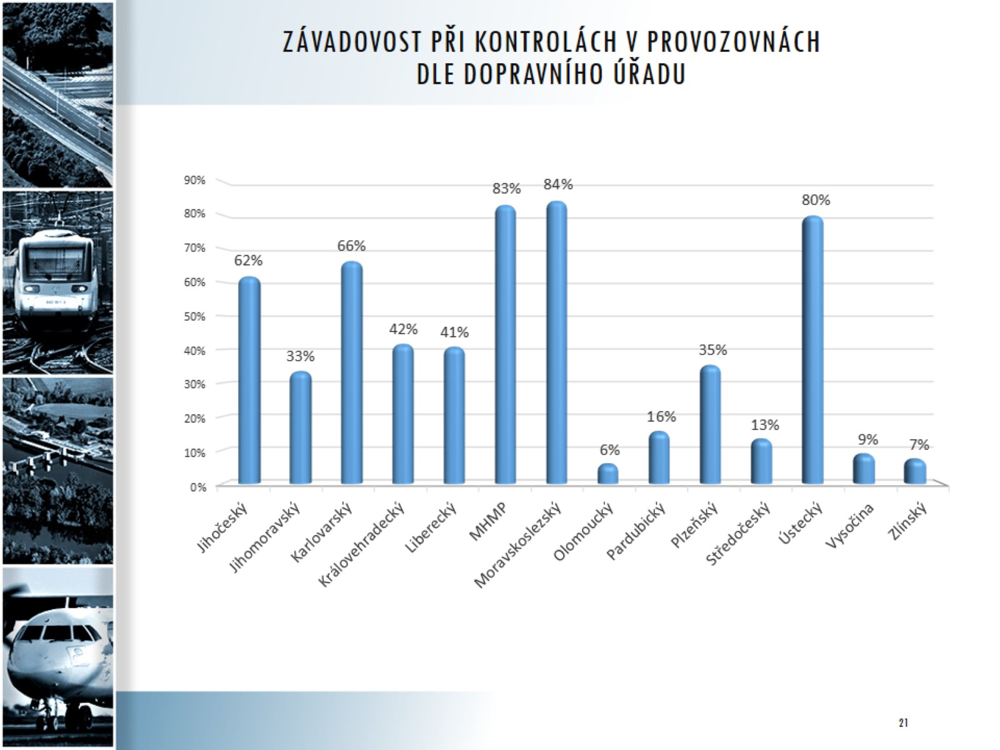 ZÁVADOVOST PŘI KONTROLÁCH V PROVOZOVNÁCH
DLE DOPRAVNÍHO ÚŘADU
90%
80%
70%
60%
50%
40%
30%
20%
10%
0%
62%
33%
66%
42%
41%
83%
84%
6%
16%
35%
13%
80%
9%
7%
Jihočeský
Jihomoravský
Karlovarský
Královehradecký
Liberecký
MHMP
Moravskoslezský
Olomoucký
Pardubický
Plzeňský
Středočeský
Ústecký
Vysočina
Zlínský
21